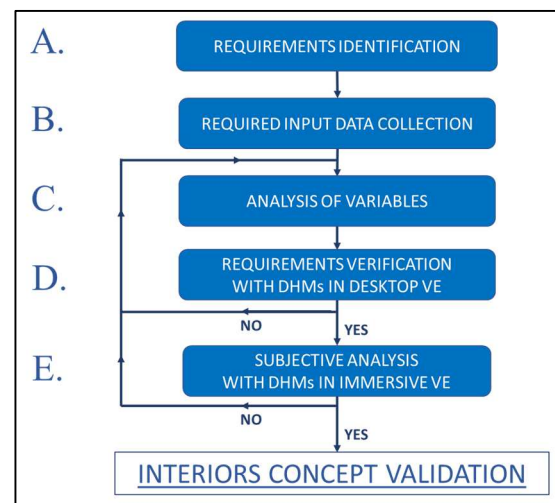 A.
REQUIREMENTS IDENTIFICATION
B.
REQUIRED INPUT DATA COLLECTION
C.
ANALYSIS OF VARIABLES
D.
REQUIREMENTS VERIFICATION
WITH DHMs IN DESKTOP VE
NO
YES
E.
SUBJECTIVE ANALYSIS
WITH DHMs IN IMMERSIVE VE
NO
YES
INTERIORS CONCEPT VALIDATION